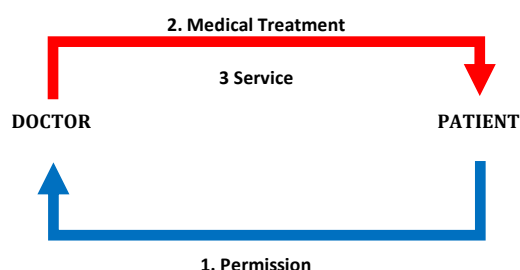 2. Medical Treatment
3 Service
DOCTOR
PATIENT
1. Permission